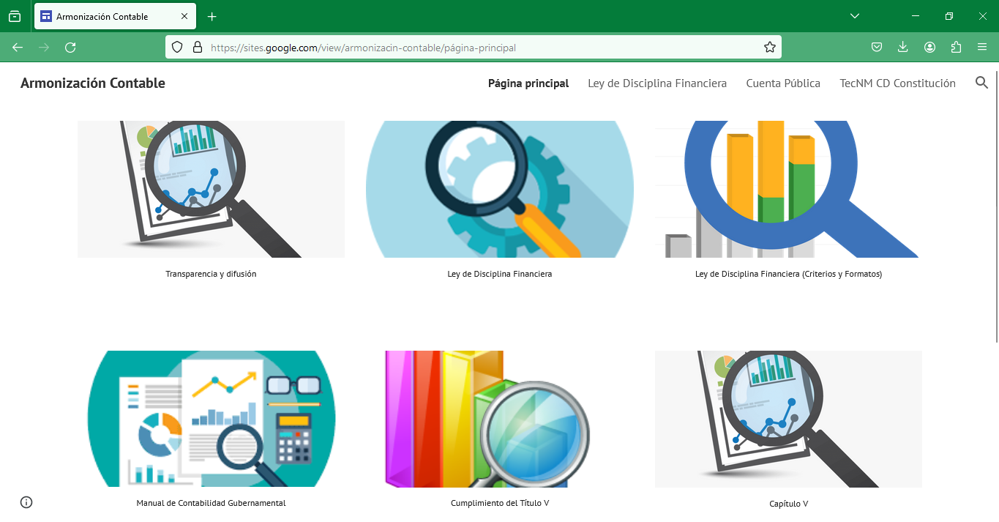 Armonización Contable
https://sites.google.com/view/armonizacin-contable/página-principal
Armonización Contable
Página principal
Ley de Disciplina Financiera
Cuenta Pública
TecNM CD Constitución
Transparencia y difusión
Ley de Disciplina Financiera
Ley de Disciplina Financiera (Criterios y Formatos)
Manual de Contabilidad Gubernamental
Cumplimiento del Título V
Capítulo V